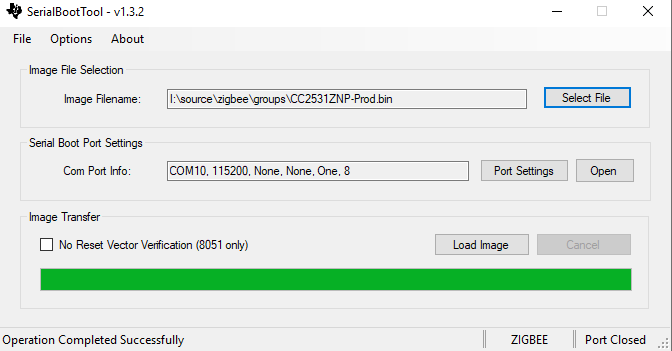 SerialBootTool - v1.3.2
File Options About
Image File Selection
Image Filename: I:\source\zigbee\groups\CC2531ZNP-Prod.bin Select File
Serial Boot Port Settings
Com Port Info: COM10, 115200, None, None, One, 8 Port Settings Open
Image Transfer
No Reset Vector Verification (8051 only) Load Image Cancel
Operation Completed Successfully ZIGBEE Port Closed